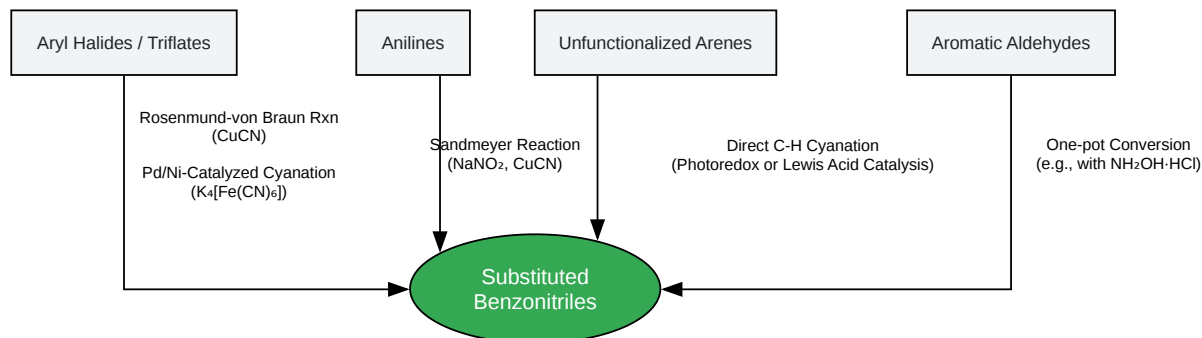 Aryl Halides / Triflates
Anilines
Unfunctionalized Arenes
Aromatic Aldehydes
Rosenmund-von Braun Rxn
(CuCN)
Pd/Ni-Catalyzed Cyanation
(K₄[Fe(CN)₆])
Sandmeyer Reaction
(NaNO₂, CuCN)
Direct C-H Cyanation
(Photoredox or Lewis Acid Catalysis)
One-pot Conversion
(e.g., with NH₂OH·HCl)
Substituted
Benzonitriles